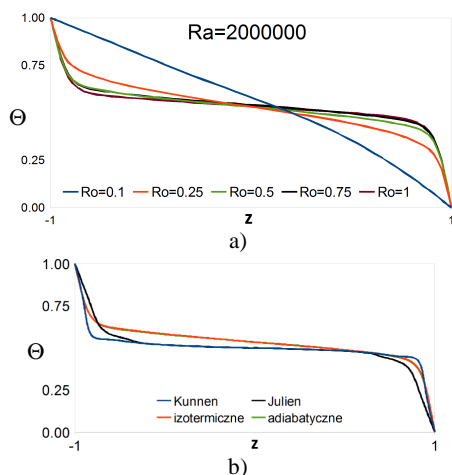 Ra=2000000
1.00
0.75
Θ
0.25
0.00
Ro=0.1 Ro=0.25 Ro=0.5 Ro=0.75 Ro=1
-1 z 1
a)
1.00
0.75
Θ
0.25
0.00
Kunnen Julien
izotermiczne adiabatyczne
-1 z 1
b)